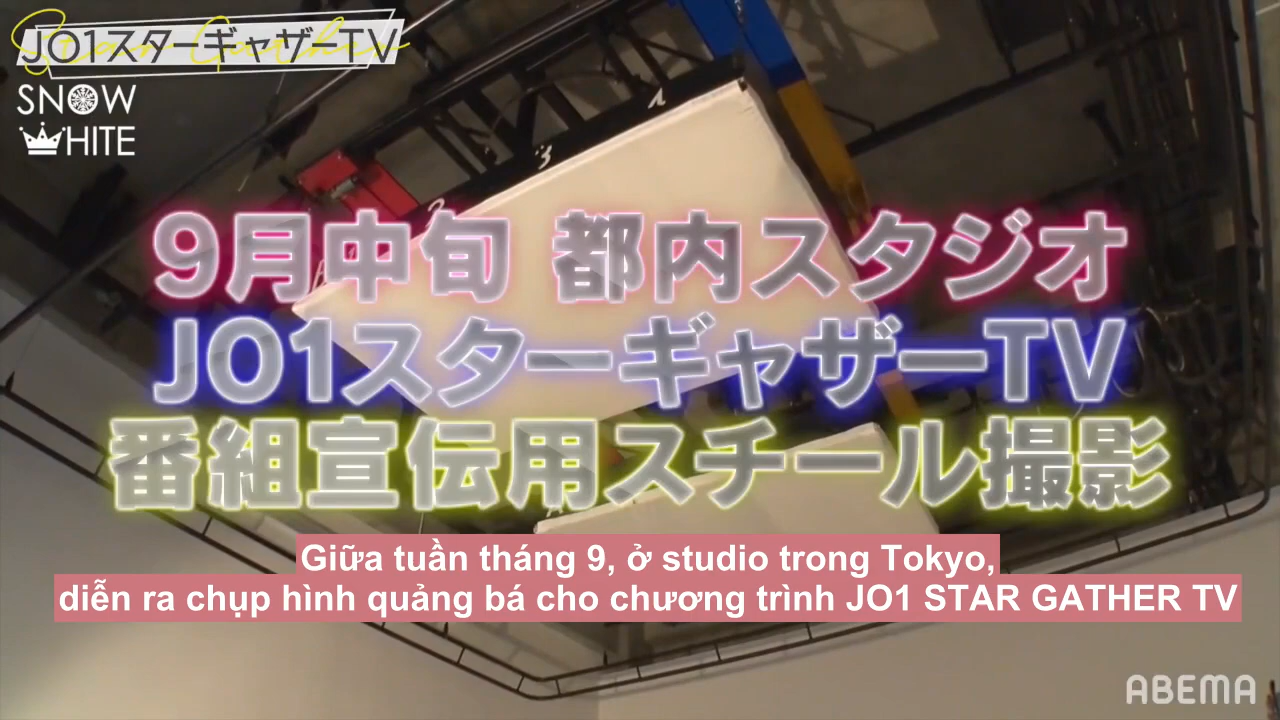 JO1スターギャザーTV
SNOW
WHITE
9月中旬 都内スタジオ
JO1スターギャザーTV
番組宣伝用スチール撮影
Giữa tuần tháng 9, ở studio trong Tokyo,
diễn ra chụp hình quảng bá cho chương trình JO1 STAR GATHER TV
ABEMA